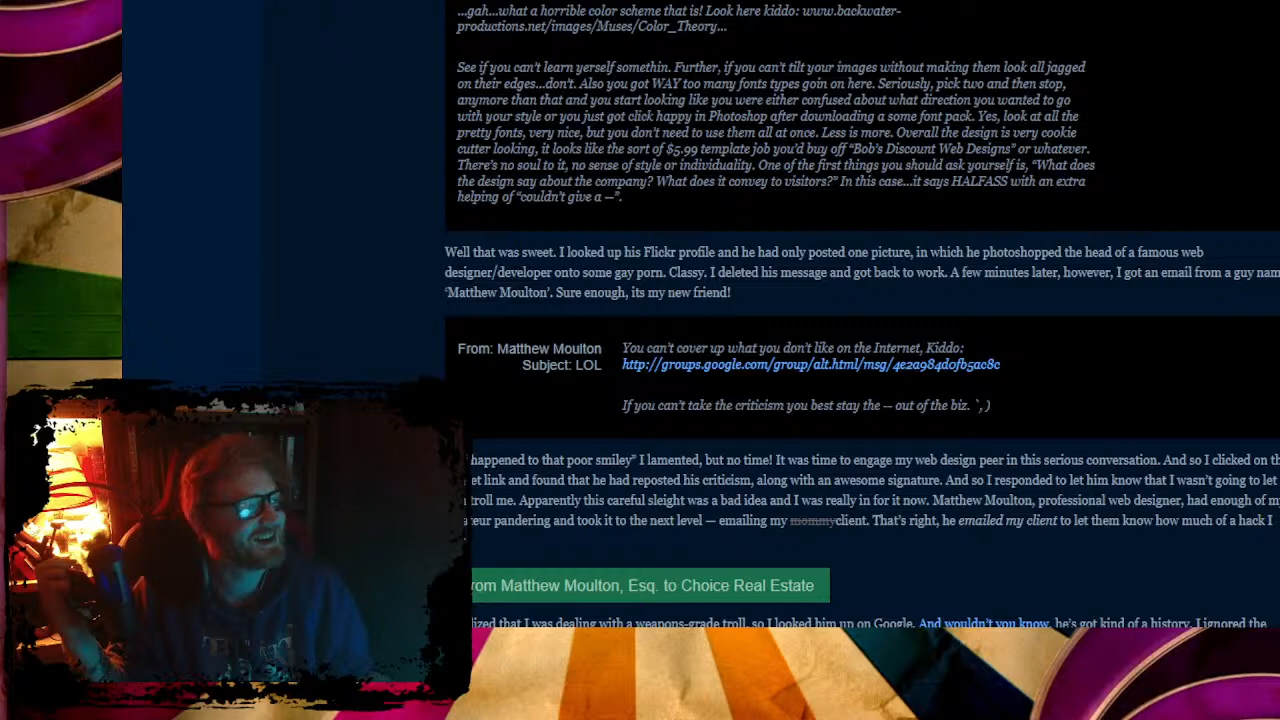 ...gah...what a horrible color scheme that is! Look here kiddo: www.backwater-
productions.net/images/Muses/Color_Theory...
See if you can't learn yerself somethin. Further, if you can't tilt your images without making them look all jagged
on their edges...don't. Also you got WAY too many fonts types goin on here. Seriously, pick two and then stop,
anymore than that and you start looking like you were either confused about what direction you wanted to go
with your style or you just got click happy in Photoshop after downloading a some font pack. Yes, look at all the
pretty fonts, very nice, but you don't need to use them all at once. Less is more. Overall the design is very cookie
cutter looking, it looks like the sort of $5.99 template job you'd buy off "Bob's Discount Web Designs" or whatever.
There's no soul to it, no sense of style or individuality. One of the first things you should ask yourself is, "What does
the design say about the company? What does it convey to visitors?" In this case...it says HALFASS with an extra
helping of "couldn't give a --".
Well that was sweet. I looked up his Flickr profile and he had only posted one picture, in which he photoshopped the head of a famous web
designer/developer onto some gay porn. Classy. I deleted his message and got back to work. A few minutes later, however, I got an email from a guy nam
'Matthew Moulton'. Sure enough, its my new friend!
From: Matthew Moulton
Subject: LOL
You can't cover up what you don't like on the Internet, Kiddo:
http://groups.google.com/group/alt.html/msg/4e2a984d0fb5ac8c
If you can't take the criticism you best stay the -- out of the biz. `, )
happened to that poor smiley" I lamented, but no time! It was time to engage my web design peer in this serious conversation. And so I clicked on th
et link and found that he had reposted his criticism, along with an awesome signature. And so I responded to let him know that I wasn't going to let
troll me. Apparently this careful sleight was a bad idea and I was really in for it now. Matthew Moulton, professional web designer, had enough of m
eur pandering and took it to the next level — emailing my mommyclient. That's right, he emailed my client to let them know how much of a hack I
rom Matthew Moulton, Esq. to Choice Real Estate
ized that I was dealing with a weapons-grade troll, so I looked him up on Google. And wouldn't you know, he's got kind of a history. I ignored the